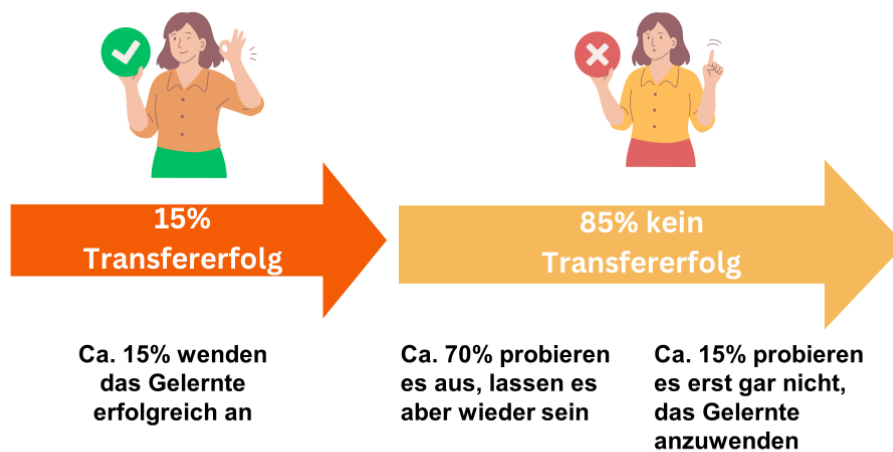 15%
Transfererfolg
85% kein
Transfererfolg
Ca. 15% wenden
das Gelernte
erfolgreich an
Ca. 70% probieren
es aus, lassen es
aber wieder sein
Ca. 15% probieren
es erst gar nicht,
das Gelernte
anzuwenden